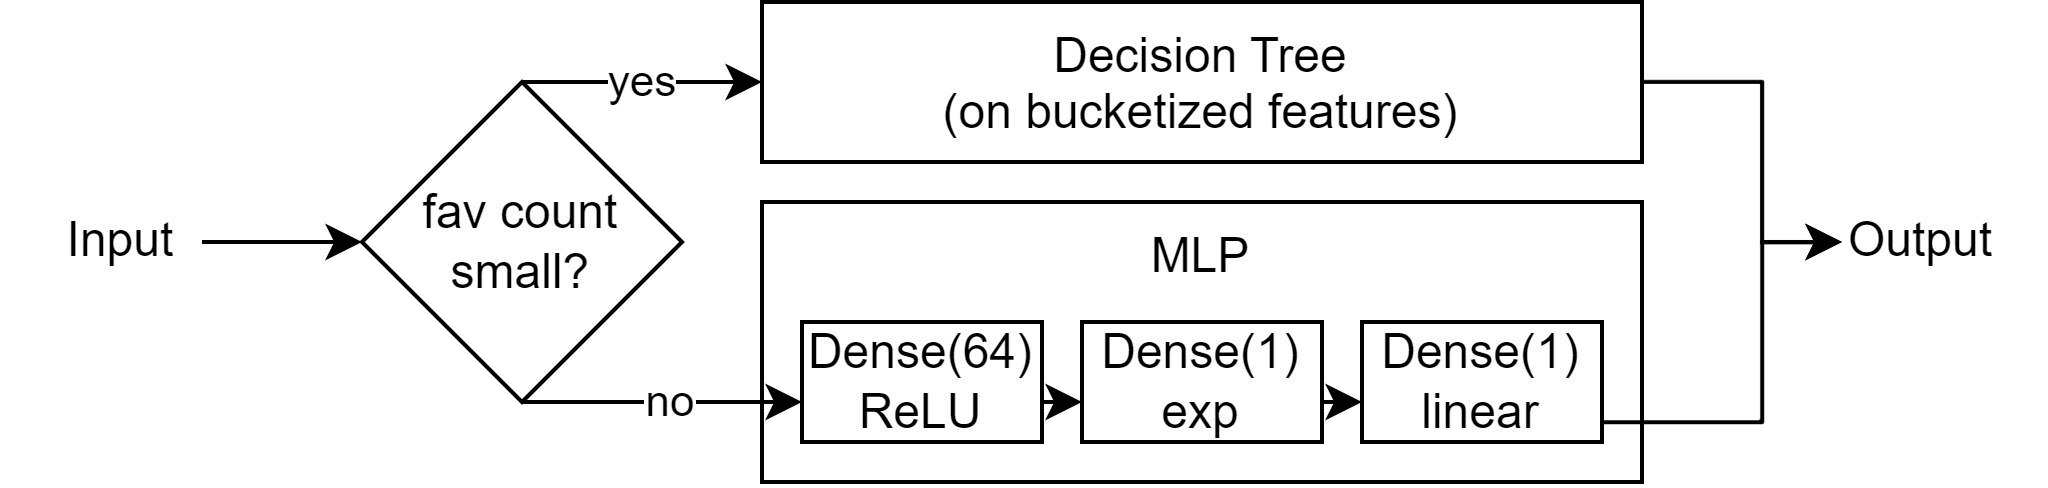 Input
fav count
small?
yes
no
Decision Tree
(on bucketized features)
MLP
Dense(64)
ReLU
Dense(1)
exp
Dense(1)
linear
Output